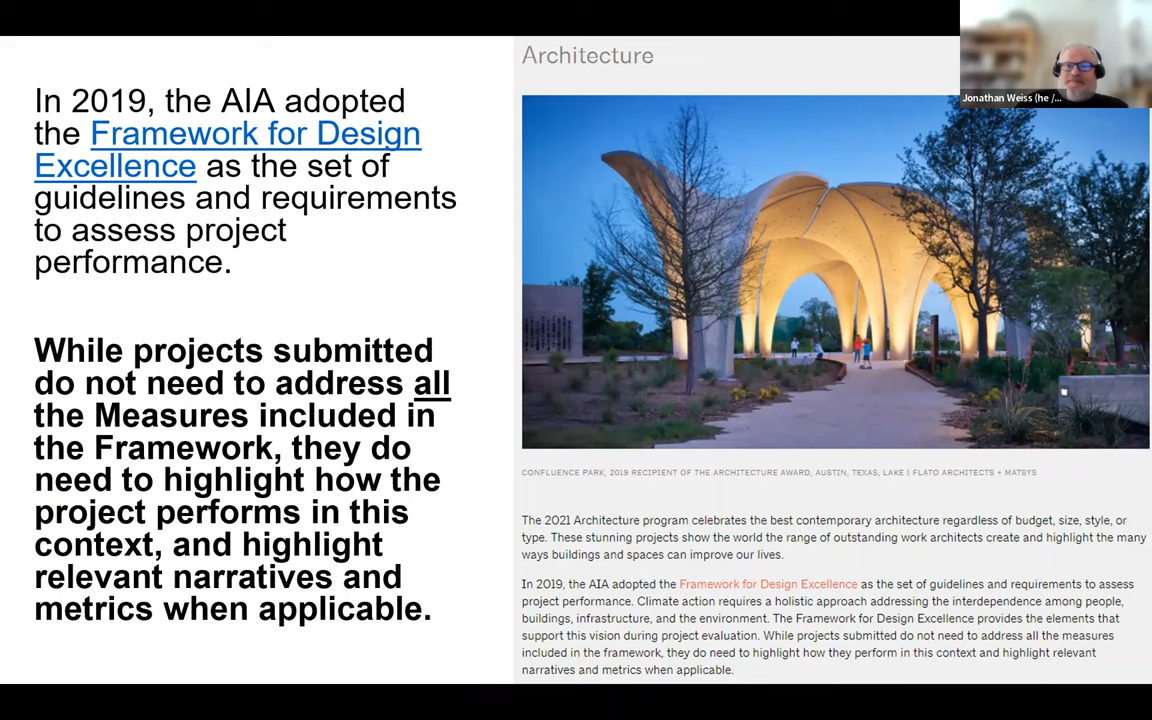 In 2019, the AIA adopted
the Framework for Design
Excellence as the set of
guidelines and requirements
to assess project
performance.
While projects submitted
do not need to address all
the Measures included in
the Framework, they do
need to highlight how the
project performs in this
context, and highlight
relevant narratives and
metrics when applicable.
Architecture
Jonathan Weiss (he /...
CONFLUENCE PARK, 2019 RECIPIENT OF THE ARCHITECTURE AWARD, AUSTIN, TEXAS, LAKE | FLATO ARCHITECTS + MATSYS
The 2021 Architecture program celebrates the best contemporary architecture regardless of budget, size, style, or
type. These stunning projects show the world the range of outstanding work architects create and highlight the many
ways buildings and spaces can improve our lives.
In 2019, the AIA adopted the Framework for Design Excellence as the set of guidelines and requirements to assess
project performance. Climate action requires a holistic approach addressing the interdependence among people,
buildings, infrastructure, and the environment. The Framework for Design Excellence provides the elements that
support this vision during project evaluation. While projects submitted do not need to address all the measures
included in the framework, they do need to highlight how they perform in this context and highlight relevant
narratives and metrics when applicable.